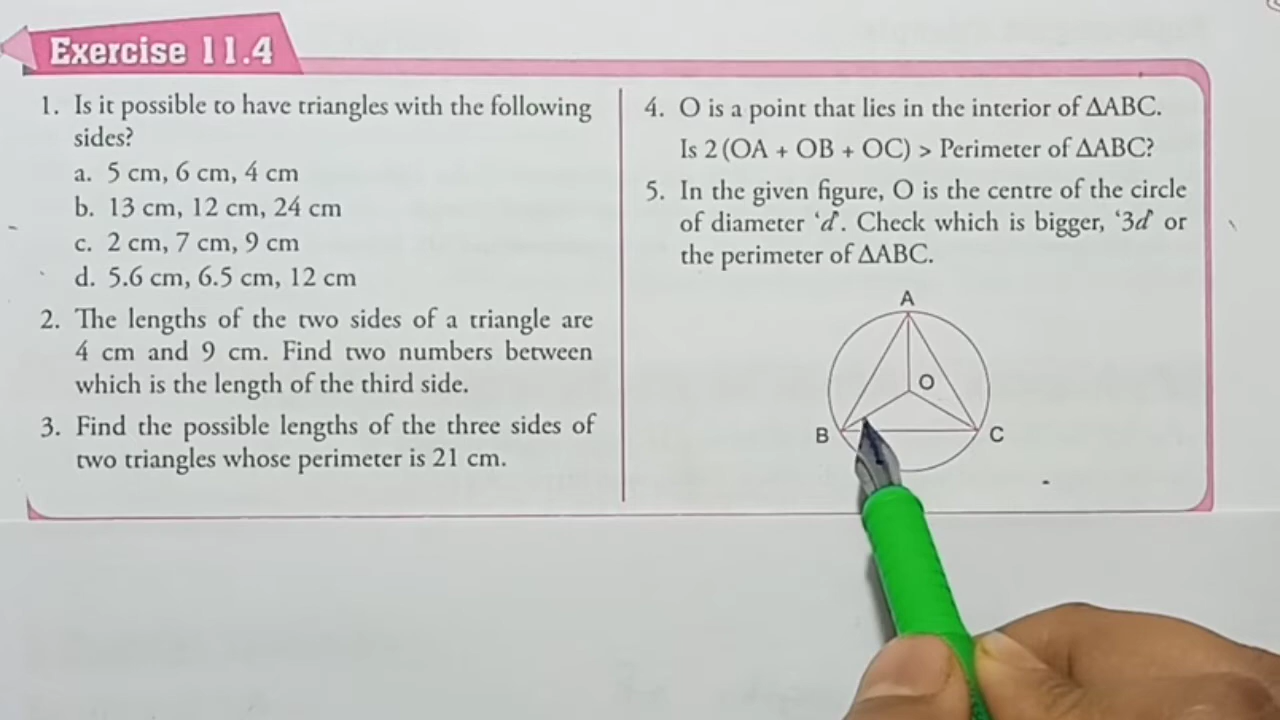 Exercise 11.4
1. Is it possible to have triangles with the following
sides?
a. 5 cm, 6 cm, 4 cm
b. 13 cm, 12 cm, 24 cm
c. 2 cm, 7 cm, 9 cm
d. 5.6 cm, 6.5 cm, 12 cm
2. The lengths of the two sides of a triangle are
4 cm and 9 cm. Find two numbers between
which is the length of the third side.
3. Find the possible lengths of the three sides of
two triangles whose perimeter is 21 cm.
4. O is a point that lies in the interior of ΔABC.
Is 2 (OA + OB + OC) > Perimeter of ΔABC?
5. In the given figure, O is the centre of the circle
of diameter ‘d’. Check which is bigger, ‘3d’ or
the perimeter of ΔABC.
A
O
B
C